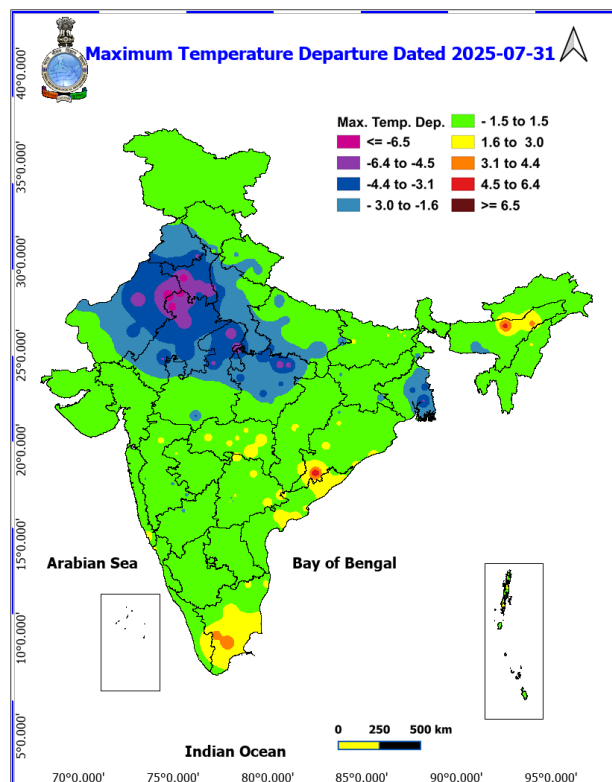 Maximum Temperature Departure Dated 2025-07-31
Max. Temp. Dep.
<= -6.5
-6.4 to -4.5
-4.4 to -3.1
- 3.0 to -1.6
- 1.5 to 1.5
1.6 to 3.0
3.1 to 4.4
4.5 to 6.4
>= 6.5
40°0.000'
35°0.000'
30°0.000'
25°0.000'
20°0.000'
15°0.000'
10°0.000'
5°0.000'
Arabian Sea
Bay of Bengal
Indian Ocean
0 250 500 km
70°0.000' 75°0.000' 80°0.000' 85°0.000' 90°0.000' 95°0.000'